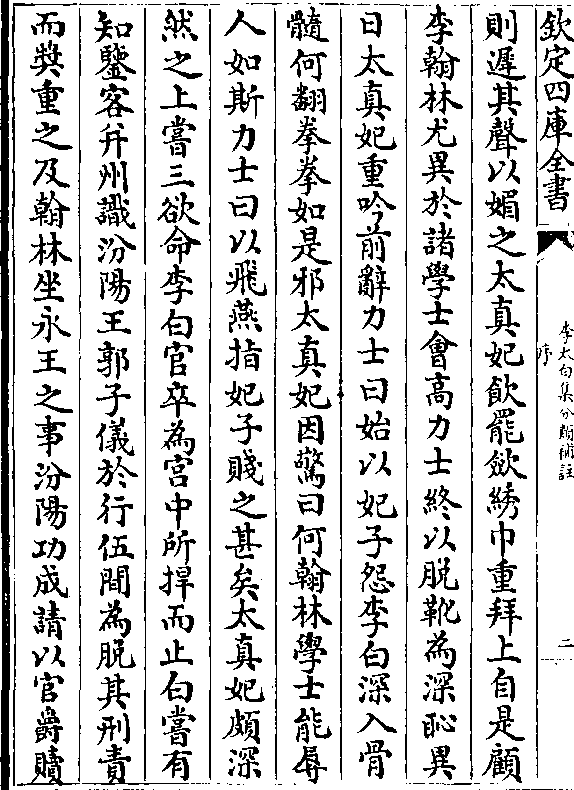 欽定四庫全書
李太白集分類補註
序
二
則遲其聲以媚之太真妃飲罷斂綉巾重拜上自是顧
李翰林尤異於諸學士會高力士終以脱靴為深恥異
日太真妃重吟前辭力士曰始以妃子怨李白深入骨
髓何翻拳拳如是邪太真妃因驚曰何翰林學士能辱
人如斯力士曰以飛燕指妃子賤之甚矣太真妃頗深
然之上嘗三欲命李白官卒為宫中所捍而止白嘗有
知鑒客并州識汾陽王郭子儀於行伍間為脱其刑責
而奬重之及翰林坐永王之事汾陽功成請以官爵贖